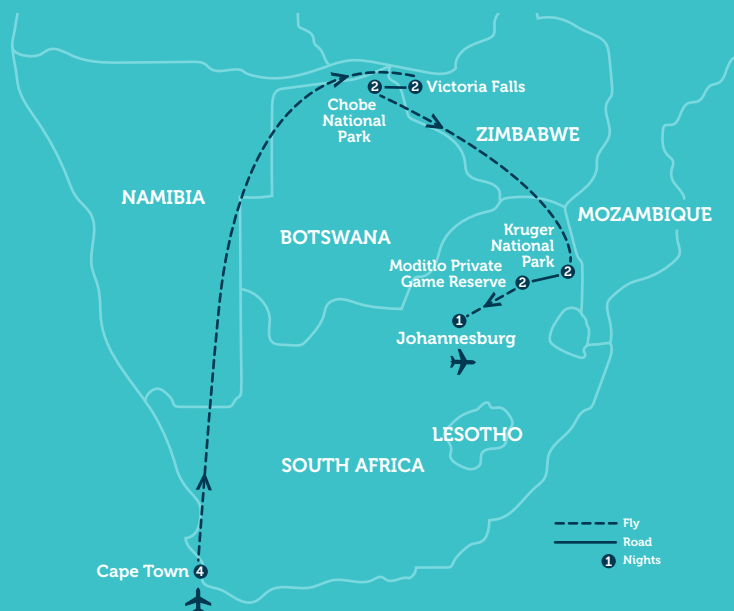 2 2 Victoria Falls
Chobe
National
Park
ZIMBABWE
NAMIBIA
MOZAMBIQUE
BOTSWANA
Kruger
National
Park
2
Moditlo Private
Game Reserve 2
1
Johannesburg
LESOTHO
SOUTH AFRICA
Fly
Road
1 Nights
Cape Town 4